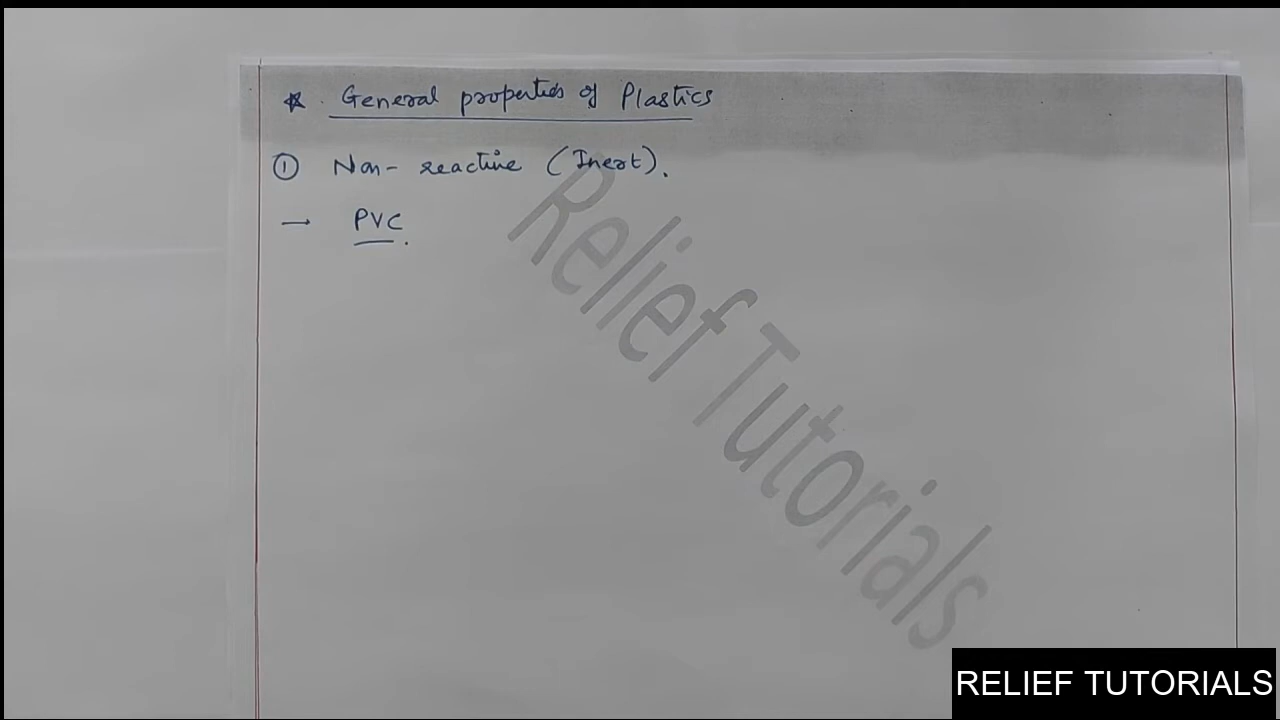 * General properties of Plastics
① Non-reactive (Inert).
→ PVC.
Relief Tutorials
RELIEF TUTORIALS